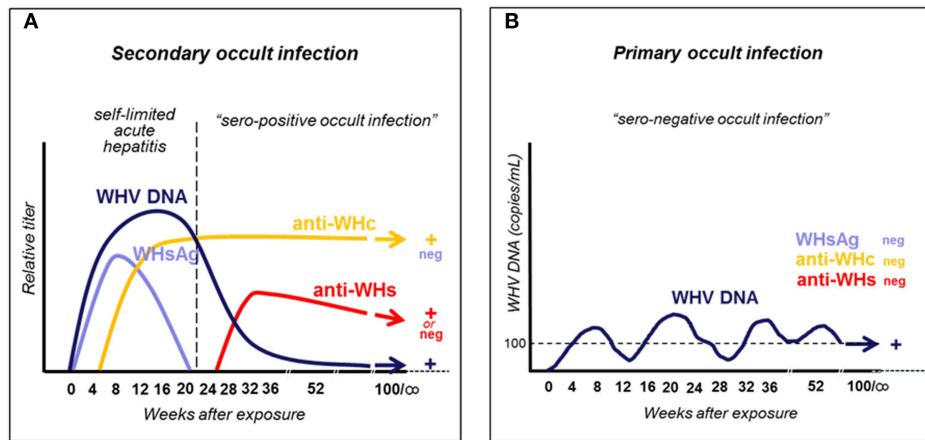 A
Secondary occult infection
self-limited
acute
hepatitis
"sero-positive occult infection"
WHV DNA
WHsAg
anti-WHc
+
neg
anti-WHs
+
or
neg
+
Relative titer
0 4 8 12 16 20 24 28 32 36 52 100/∞
Weeks after exposure
B
Primary occult infection
"sero-negative occult infection"
WHsAg neg
anti-WHc neg
anti-WHs neg
WHV DNA
+
WHV DNA (copies/mL)
100
0 4 8 12 16 20 24 28 32 36 52 100/∞
Weeks after exposure